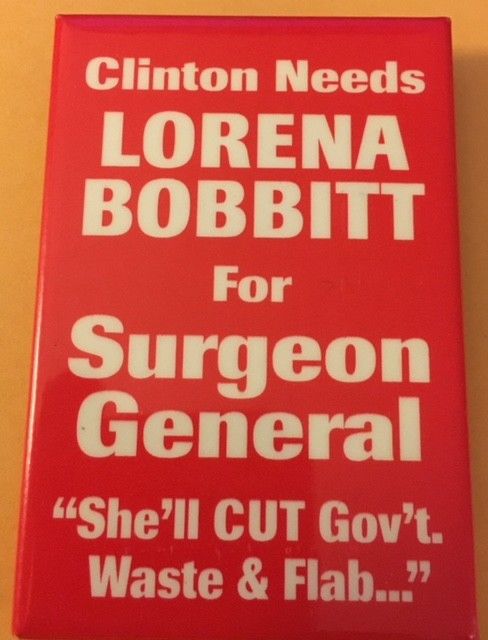 Clinton Needs
LORENA
BOBBITT
For
Surgeon
General
“She’ll CUT Gov’t.
Waste & Flab...”